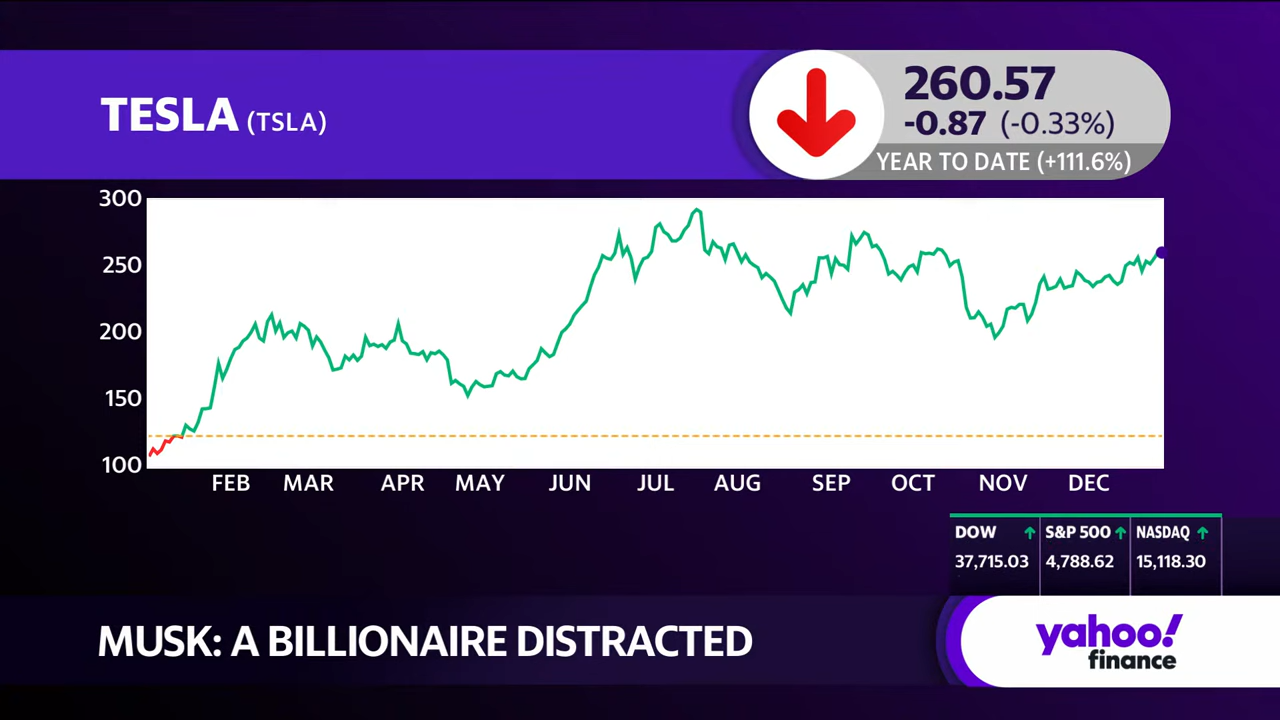 TESLA (TSLA)
260.57
-0.87 (-0.33%)
YEAR TO DATE (+111.6%)
300
250
200
150
100
FEB MAR APR MAY JUN JUL AUG SEP OCT NOV DEC
DOW S&P 500 NASDAQ
37,715.03 4,788.62 15,118.30
MUSK: A BILLIONAIRE DISTRACTED
yahoo!
finance